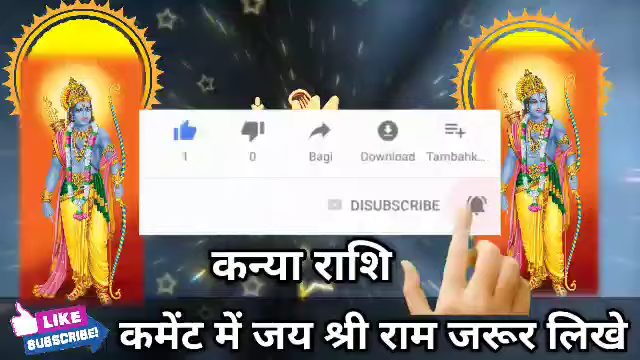 1 0 Bagi Download Tambahk...
DISUBSCRIBE
कन्या राशि
LIKE
SUBSCRIBE!
कमेंट में जय श्री राम जरूर लिखे